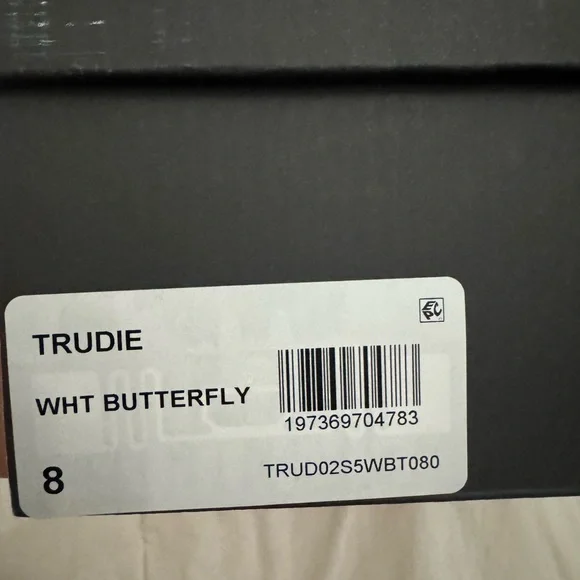 TRUDIE
WHT BUTTERFLY
197369704783
8
TRUD02S5WBT080